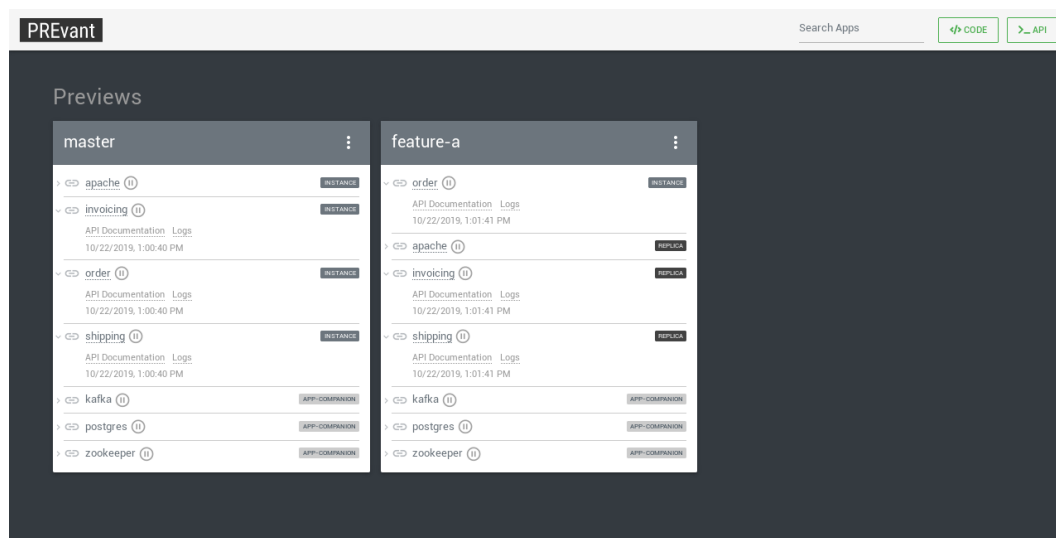 PREvant
Search Apps
</> CODE
>_ API
Previews
master
apache
INSTANCE
invoicing
INSTANCE
API Documentation Logs
10/22/2019, 1:00:40 PM
order
INSTANCE
API Documentation Logs
10/22/2019, 1:00:40 PM
shipping
INSTANCE
API Documentation Logs
10/22/2019, 1:00:40 PM
kafka
APP-COMPANION
postgres
APP-COMPANION
zookeeper
APP-COMPANION
feature-a
order
INSTANCE
API Documentation Logs
10/22/2019, 1:01:41 PM
apache
REPLICA
invoicing
REPLICA
API Documentation Logs
10/22/2019, 1:01:41 PM
shipping
REPLICA
API Documentation Logs
10/22/2019, 1:01:41 PM
kafka
APP-COMPANION
postgres
APP-COMPANION
zookeeper
APP-COMPANION